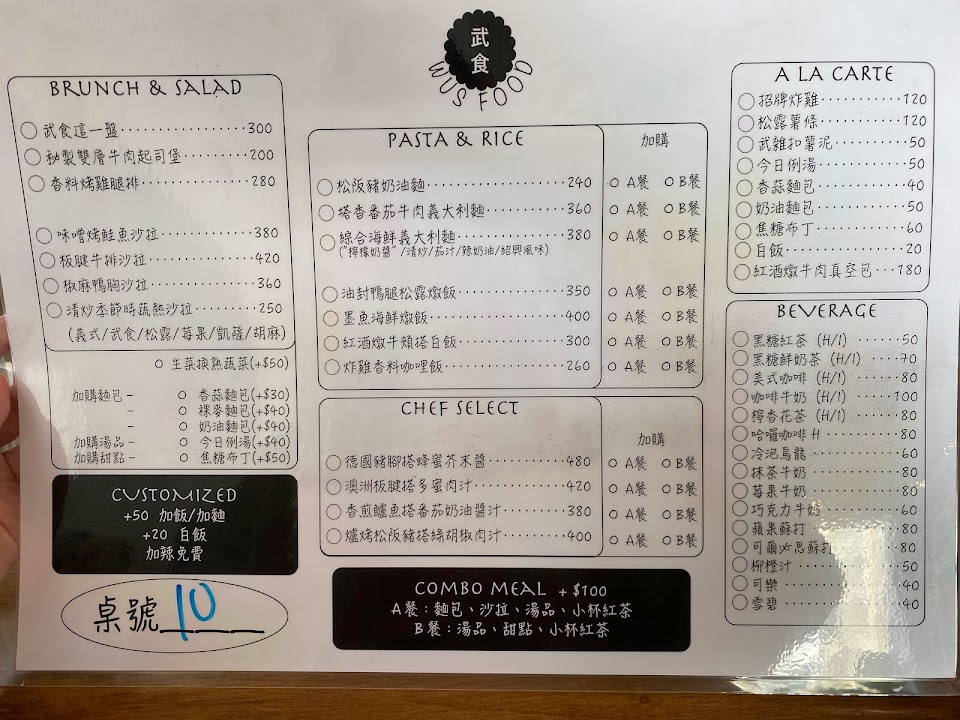 武食
WUS FOOD
BRUNCH & SALAD
武食這一盤 300
秘製雙層牛肉起司堡 200
香料烤雞腿排 280
味噌烤鮭魚沙拉 380
板腱牛排沙拉 420
椒麻鴨胸沙拉 360
清炒季節時蔬熱沙拉 250
(義式/武食/松露/莓果/凱薩/胡麻)
生菜換熟蔬菜(+$50)
加購麵包- 香蒜麵包(+$30)
- 裸麥麵包(+$40)
- 奶油麵包(+$40)
加購湯品- 今日例湯(+$40)
加購甜點- 焦糖布丁(+$50)
CUSTOMIZED
+50 加飯/加麵
+20 白飯
加辣免費
桌號 10
PASTA & RICE 加購
松阪豬奶油麵 240 A餐 B餐
塔香番茄牛肉義大利麵 360 A餐 B餐
綜合海鮮義大利麵 380 A餐 B餐
("檸檬奶醬"/清炒/茄汁/辣奶油/紹興風味)
油封鴨腿松露燉飯 350 A餐 B餐
墨魚海鮮燉飯 400 A餐 B餐
紅酒燉牛頰搭白飯 300 A餐 B餐
炸雞香料咖哩飯 260 A餐 B餐
CHEF SELECT 加購
德國豬腳搭蜂蜜芥末醬 480 A餐 B餐
澳洲板腱搭多蜜肉汁 420 A餐 B餐
香煎鱸魚搭番茄奶油醬汁 380 A餐 B餐
爐烤松阪豬搭綠胡椒肉汁 400 A餐 B餐
COMBO MEAL + $100
A餐：麵包、沙拉、湯品、小杯紅茶
B餐：湯品、甜點、小杯紅茶
A LA CARTE
招牌炸雞 120
松露薯條 120
武雜扣薯泥 50
今日例湯 50
香蒜麵包 40
奶油麵包 50
焦糖布丁 60
白飯 20
紅酒燉牛肉真空包 180
BEVERAGE
黑糖紅茶 (H/I) 50
黑糖鮮奶茶 (H/I) 70
美式咖啡 (H/I) 80
咖啡牛奶 (H/I) 100
檸香花茶 (H/I) 80
哈囉咖啡 H 80
冷泡烏龍 60
抹茶牛奶 80
莓果牛奶 80
巧克力牛奶 60
蘋果蘇打 80
可爾必思蘇打 80
柳橙汁 50
可樂 40
雪碧 40